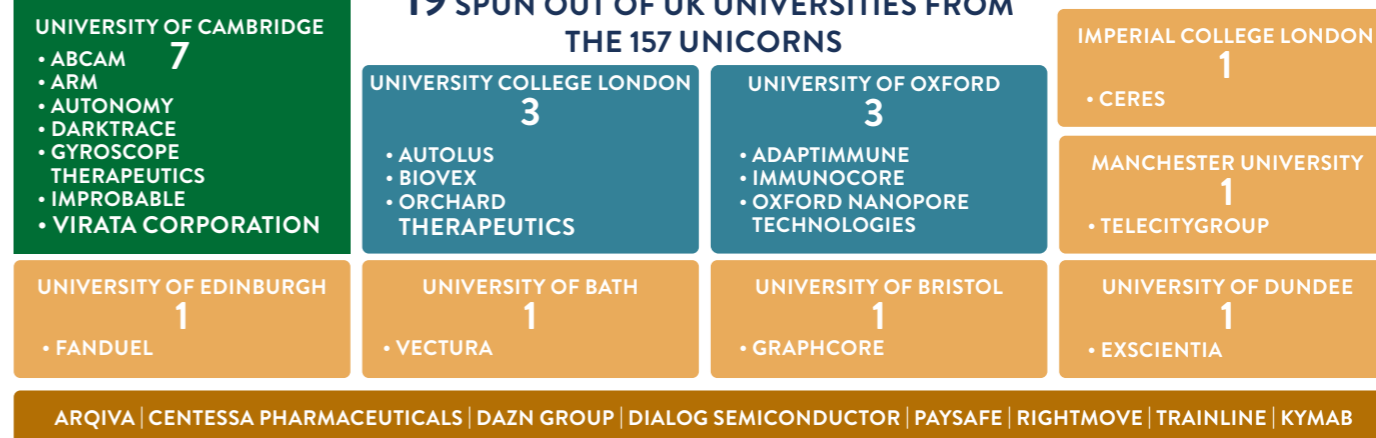 19 SPUN OUT OF UK UNIVERSITIES FROM
THE 157 UNICORNS
UNIVERSITY OF CAMBRIDGE
7
• ABCAM
• ARM
• AUTONOMY
• DARKTRACE
• GYROSCOPE
THERAPEUTICS
• IMPROBABLE
• VIRATA CORPORATION
UNIVERSITY COLLEGE LONDON
3
• AUTOLUS
• BIOVEX
• ORCHARD
THERAPEUTICS
UNIVERSITY OF OXFORD
3
• ADAPTIMMUNE
• IMMUNOCORE
• OXFORD NANOPORE
TECHNOLOGIES
IMPERIAL COLLEGE LONDON
1
• CERES
MANCHESTER UNIVERSITY
1
• TELECITYGROUP
UNIVERSITY OF EDINBURGH
1
• FANDUEL
UNIVERSITY OF BATH
1
• VECTURA
UNIVERSITY OF BRISTOL
1
• GRAPHCORE
UNIVERSITY OF DUNDEE
1
• EXSCIENTIA
ARQIVA | CENTESSA PHARMACEUTICALS | DAZN GROUP | DIALOG SEMICONDUCTOR | PAYSAFE | RIGHTMOVE | TRAINLINE | KYMAB